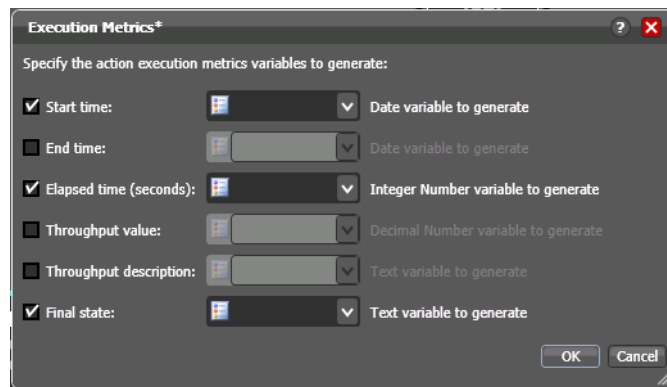 Execution Metrics*
?
Specify the action execution metrics variables to generate:
Start time: Date variable to generate
End time: Date variable to generate
Elapsed time (seconds): Integer Number variable to generate
Throughput value: Decimal Number variable to generate
Throughput description: Text variable to generate
Final state: Text variable to generate
OK Cancel